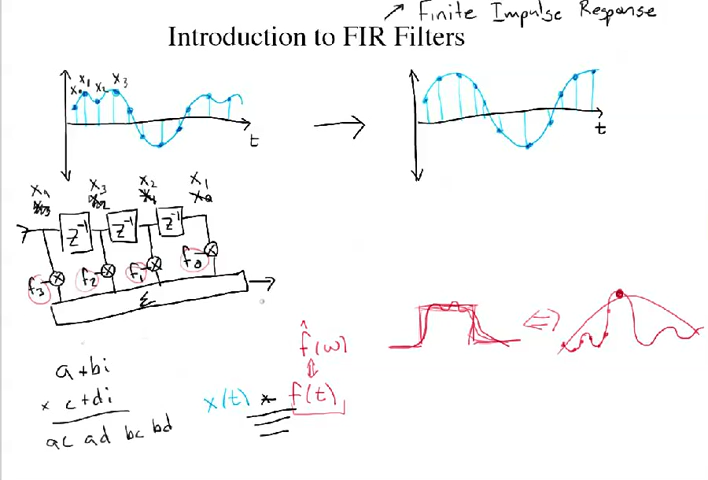 Finite Impulse Response
Introduction to FIR Filters
x₀ x₁ x₂ x₃
t
t
x₄ x₃ x₂ x₁
z⁻¹ z⁻¹ z⁻¹
f₃ f₂ f₁ f₀
Σ
f̂(ω)
a+bi
x c+di
x(t) * f(t)
ac ad bc bd